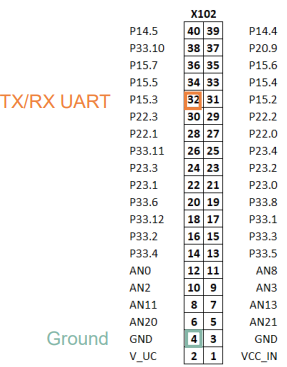 X102
P14.5 40 39 P14.4
P33.10 38 37 P20.9
P15.7 36 35 P15.6
P15.5 34 33 P15.4
TX/RX UART P15.3 32 31 P15.2
P22.3 30 29 P22.2
P22.1 28 27 P22.0
P33.11 26 25 P23.4
P23.3 24 23 P23.2
P23.1 22 21 P23.0
P33.6 20 19 P33.8
P33.12 18 17 P33.1
P33.2 16 15 P33.3
P33.4 14 13 P33.5
AN0 12 11 AN8
AN2 10 9 AN3
AN11 8 7 AN13
AN20 6 5 AN21
Ground GND 4 3 GND
V_UC 2 1 VCC_IN